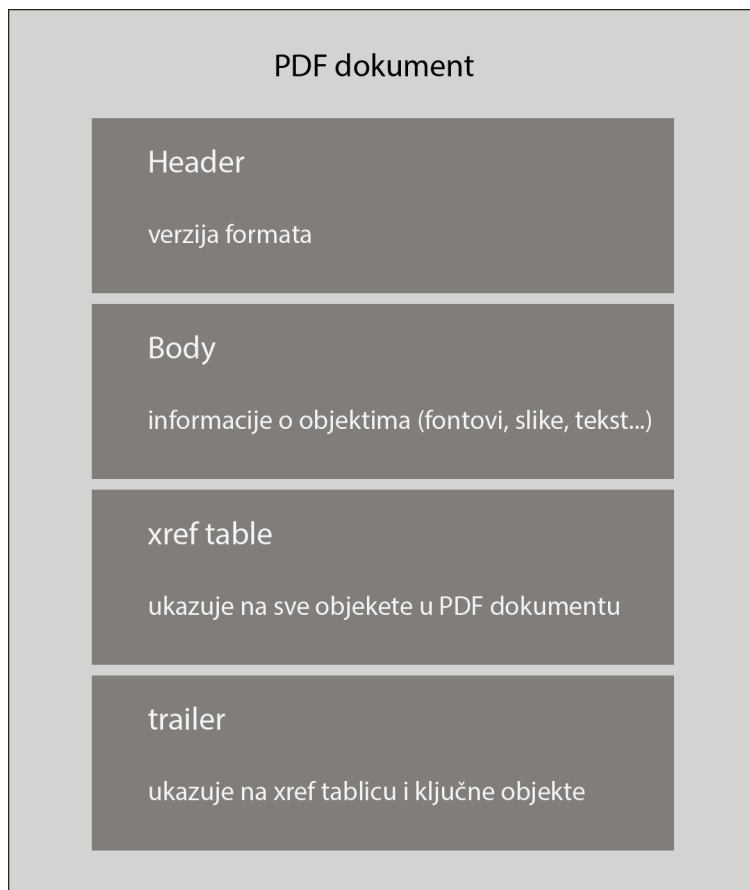 PDF dokument
Header
verzija formata
Body
informacije o objektima (fontovi, slike, tekst...)
xref table
ukazuje na sve objekete u PDF dokumentu
trailer
ukazuje na xref tablicu i ključne objekte